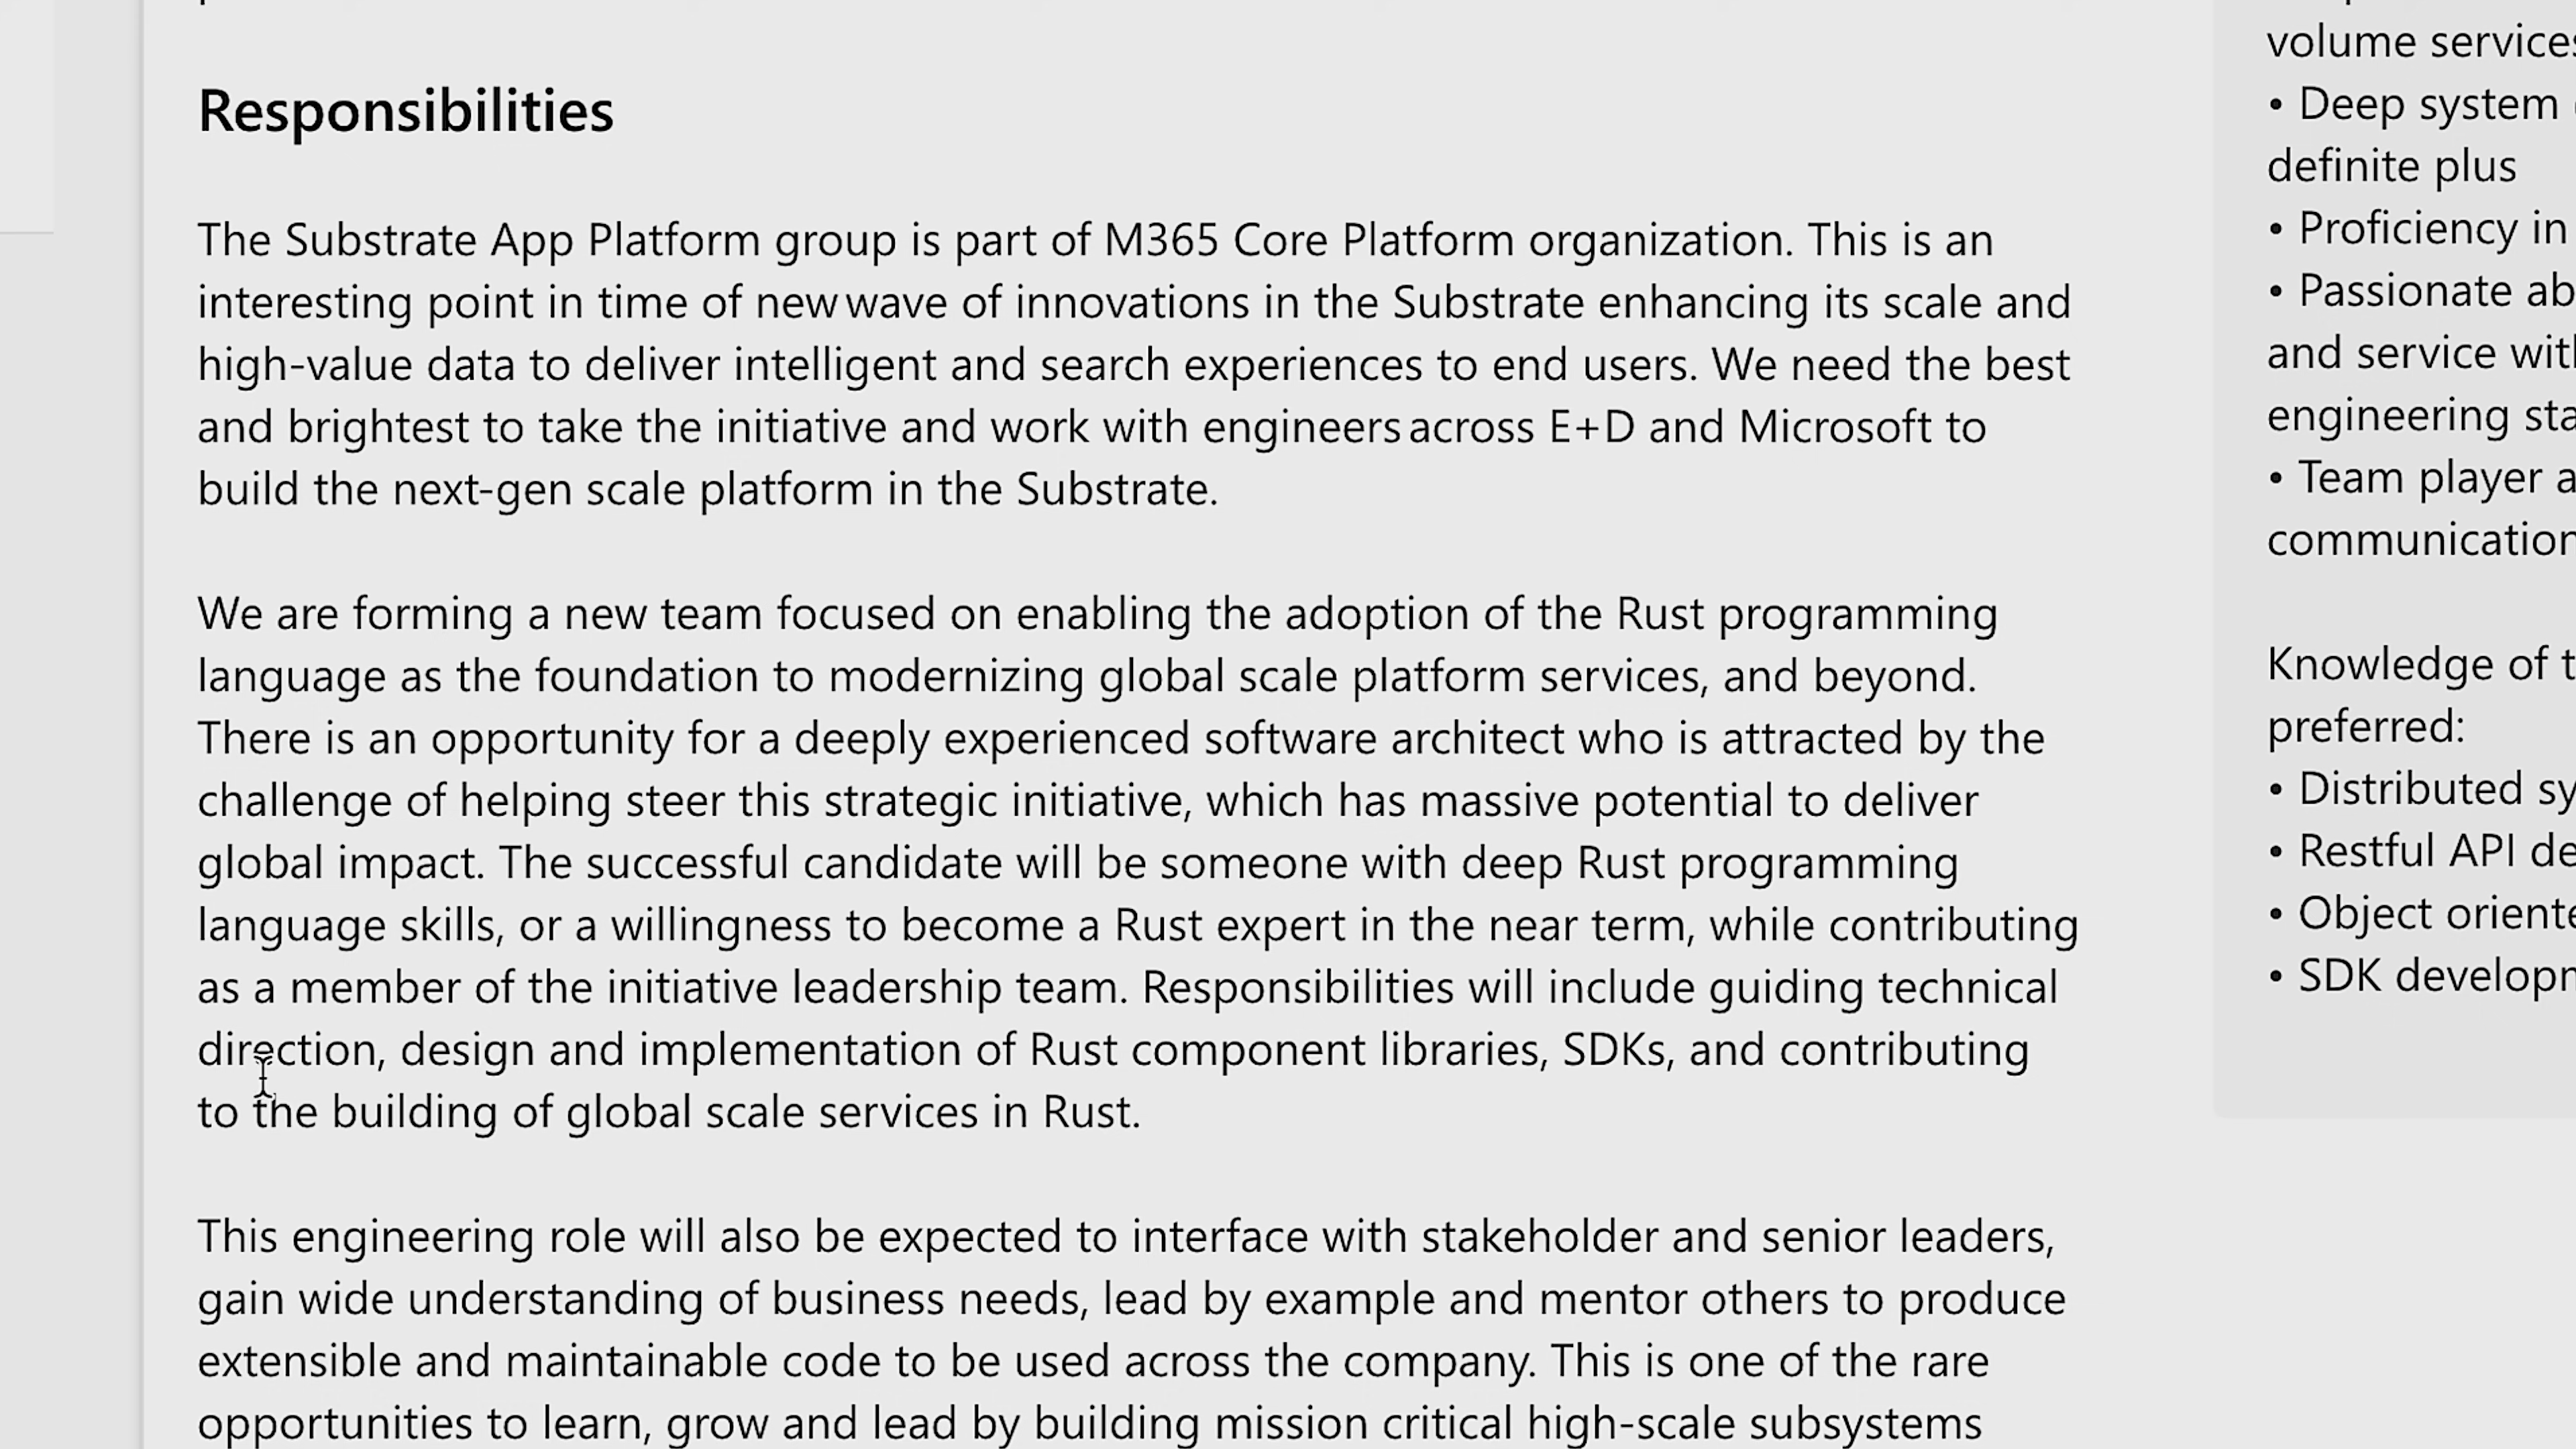 Responsibilities
The Substrate App Platform group is part of M365 Core Platform organization. This is an
interesting point in time of new wave of innovations in the Substrate enhancing its scale and
high-value data to deliver intelligent and search experiences to end users. We need the best
and brightest to take the initiative and work with engineers across E+D and Microsoft to
build the next-gen scale platform in the Substrate.
We are forming a new team focused on enabling the adoption of the Rust programming
language as the foundation to modernizing global scale platform services, and beyond.
There is an opportunity for a deeply experienced software architect who is attracted by the
challenge of helping steer this strategic initiative, which has massive potential to deliver
global impact. The successful candidate will be someone with deep Rust programming
language skills, or a willingness to become a Rust expert in the near term, while contributing
as a member of the initiative leadership team. Responsibilities will include guiding technical
direction, design and implementation of Rust component libraries, SDKs, and contributing
to the building of global scale services in Rust.
This engineering role will also be expected to interface with stakeholder and senior leaders,
gain wide understanding of business needs, lead by example and mentor others to produce
extensible and maintainable code to be used across the company. This is one of the rare
opportunities to learn, grow and lead by building mission critical high-scale subsystems
volume services
• Deep system
definite plus
• Proficiency in
• Passionate ab
and service with
engineering sta
• Team player a
communication
Knowledge of t
preferred:
• Distributed sy
• Restful API de
• Object oriente
• SDK developm